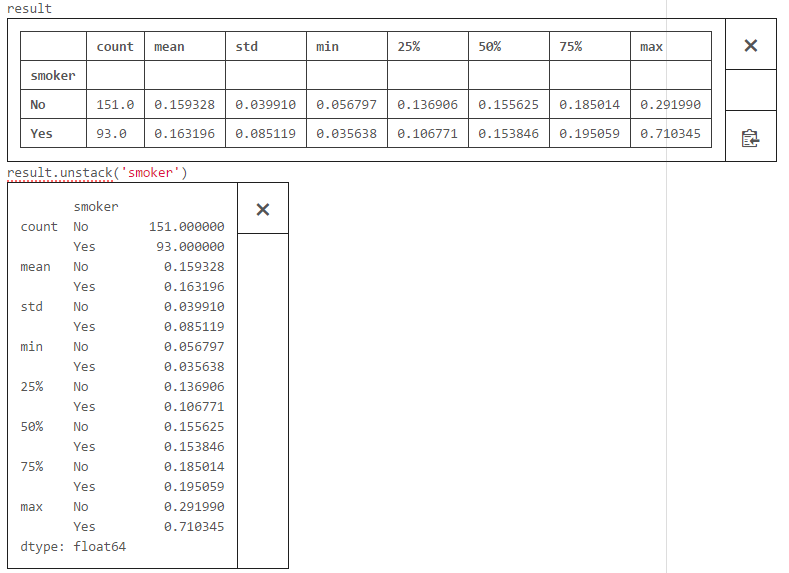 result
count mean std min 25% 50% 75% max
smoker
No 151.0 0.159328 0.039910 0.056797 0.136906 0.155625 0.185014 0.291990
Yes 93.0 0.163196 0.085119 0.035638 0.106771 0.153846 0.195059 0.710345
result.unstack('smoker')
smoker
count No 151.000000
Yes 93.000000
mean No 0.159328
Yes 0.163196
std No 0.039910
Yes 0.085119
min No 0.056797
Yes 0.035638
25% No 0.136906
Yes 0.106771
50% No 0.155625
Yes 0.153846
75% No 0.185014
Yes 0.195059
max No 0.291990
Yes 0.710345
dtype: float64